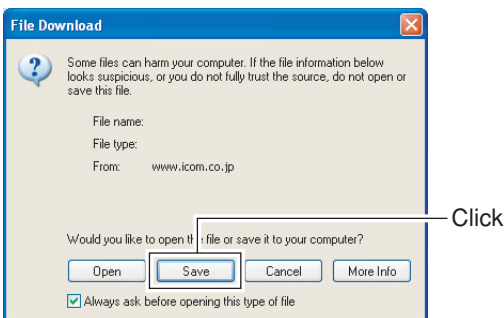 File Download
Some files can harm your computer. If the file information below
looks suspicious, or you do not fully trust the source, do not open or
save this file.
File name:
File type:
From: www.icom.co.jp
Click
Would you like to open the file or save it to your computer?
Open Save Cancel More Info
Always ask before opening this type of file